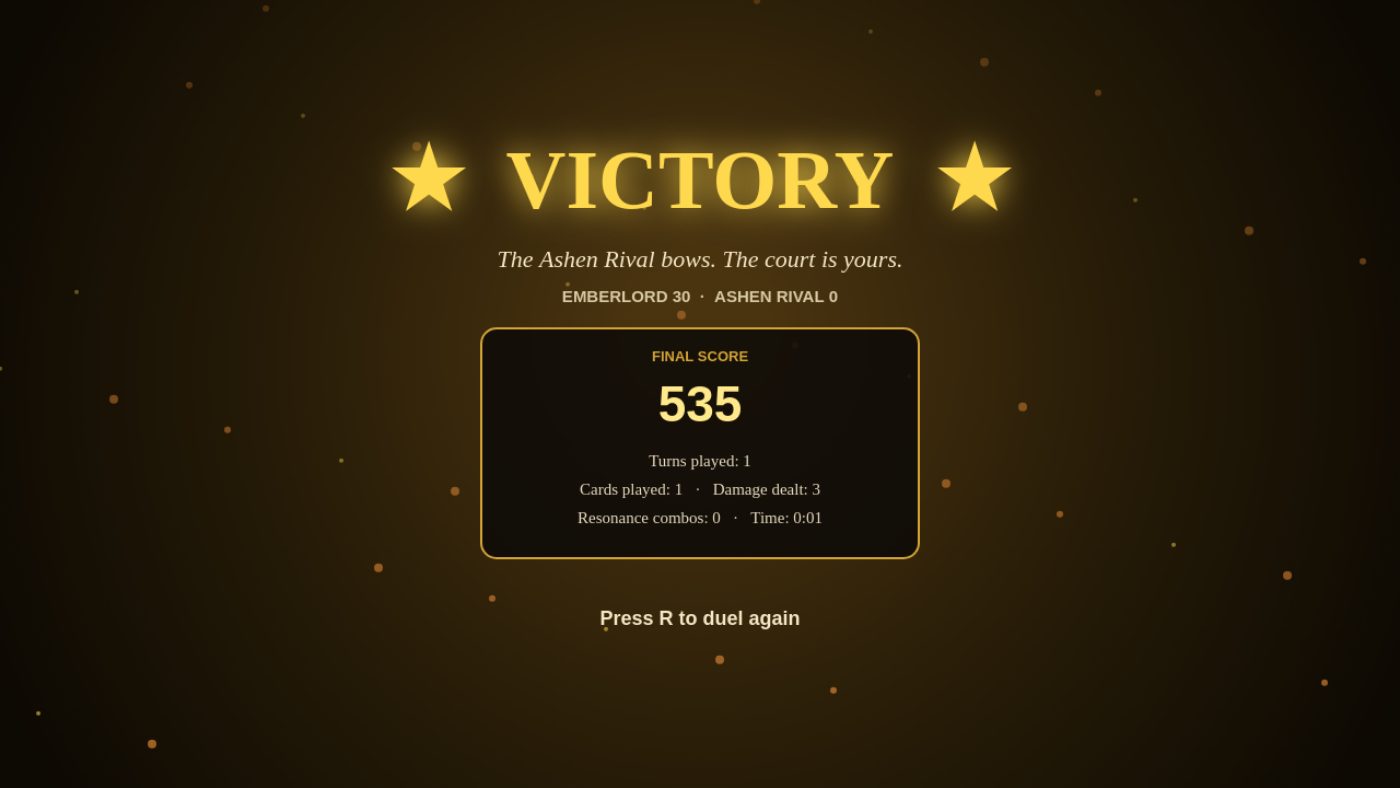 ★ VICTORY ★
The Ashen Rival bows. The court is yours.
EMBERLORD 30 · ASHEN RIVAL 0
FINAL SCORE
535
Turns played: 1
Cards played: 1 · Damage dealt: 3
Resonance combos: 0 · Time: 0:01
Press R to duel again